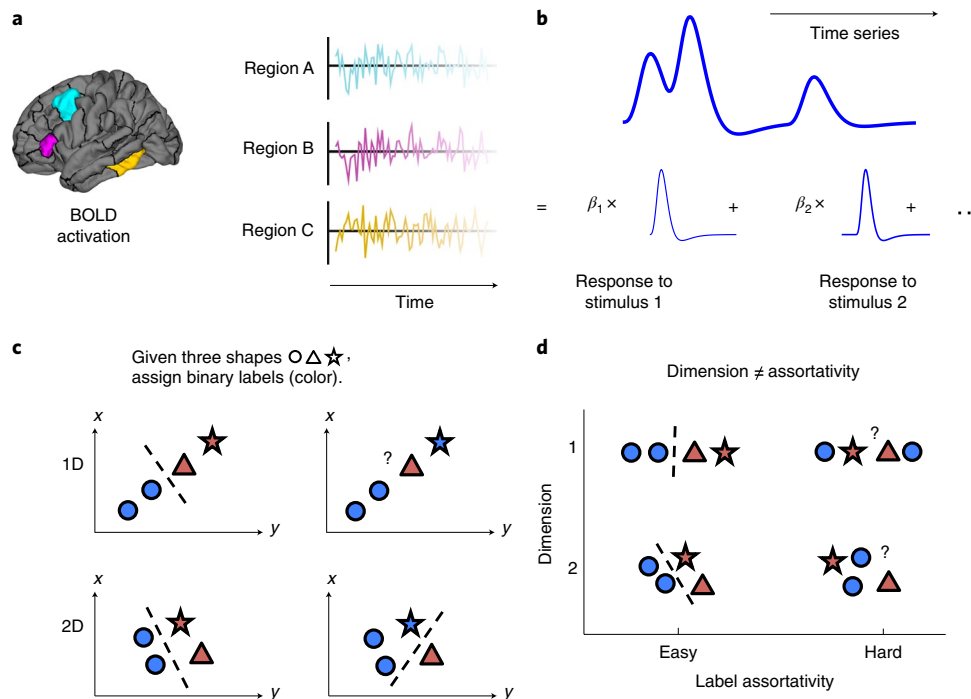 a
BOLD
activation
Region A
Region B
Region C
Time
b
Time series
= β1 × + β2 × + ..
Response to
stimulus 1
Response to
stimulus 2
c
Given three shapes ,
assign binary labels (color).
x
1D
y
x
?
y
x
2D
y
x
y
d
Dimension ≠ assortativity
Dimension
1
?
2
?
Easy
Hard
Label assortativity